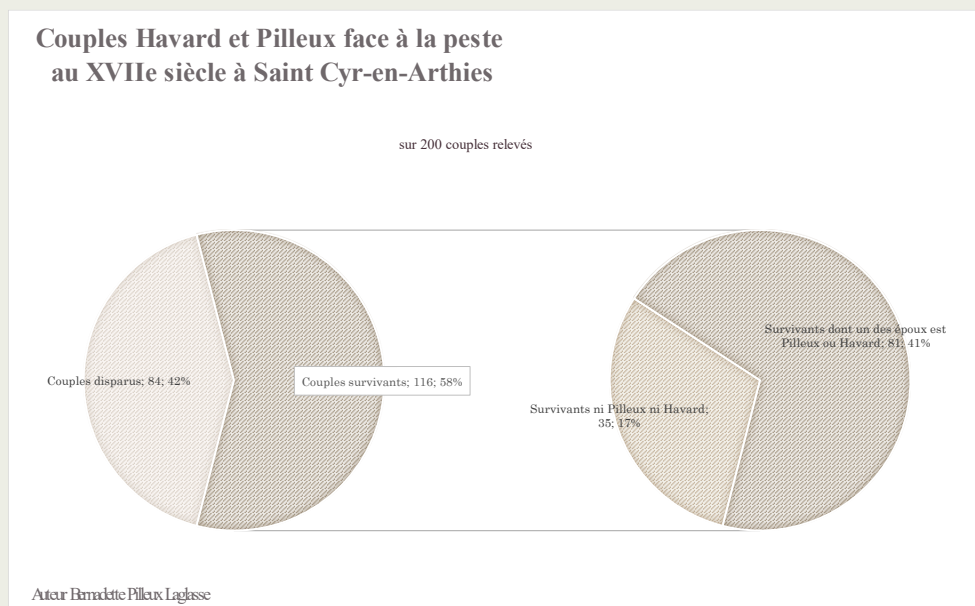 Couples Havard et Pilleux face à la peste
au XVIIe siècle à Saint Cyr-en-Arthies
sur 200 couples relevés
Couples disparus; 84; 42%
Couples survivants; 116; 58%
Survivants dont un des époux est
Pilleux ou Havard; 81; 41%
Survivants ni Pilleux ni Havard;
35; 17%
Auteur Bernadette Pilleux Laglasse